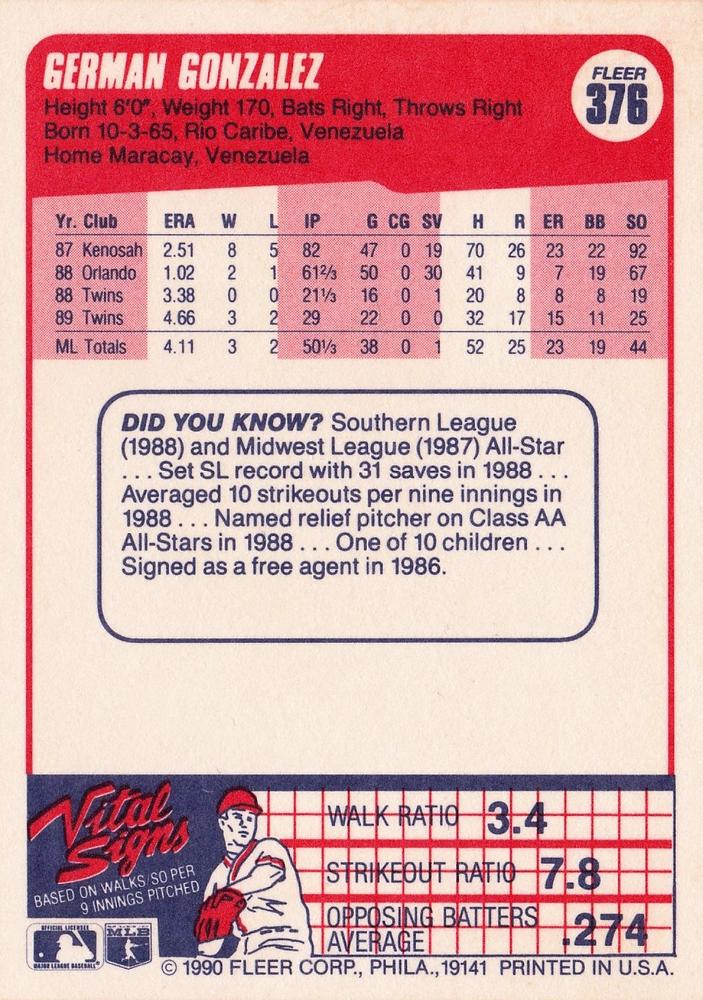 GERMAN GONZALEZ
FLEER
376
Height 6'0", Weight 170, Bats Right, Throws Right
Born 10-3-65, Rio Caribe, Venezuela
Home Maracay, Venezuela
Yr. Club ERA W L IP G CG SV H R ER BB SO
87 Kenosah 2.51 8 5 82 47 0 19 70 26 23 22 92
88 Orlando 1.02 2 1 61⅔ 50 0 30 41 9 7 19 67
88 Twins 3.38 0 0 21⅓ 16 0 1 20 8 8 8 19
89 Twins 4.66 3 2 29 22 0 0 32 17 15 11 25
ML Totals 4.11 3 2 50⅓ 38 0 1 52 25 23 19 44
DID YOU KNOW? Southern League
(1988) and Midwest League (1987) All-Star
. . . Set SL record with 31 saves in 1988 . . .
Averaged 10 strikeouts per nine innings in
1988 . . . Named relief pitcher on Class AA
All-Stars in 1988 . . . One of 10 children . . .
Signed as a free agent in 1986.
Vital
Signs
BASED ON WALKS/SO PER
9 INNINGS PITCHED
WALK RATIO 3.4
STRIKEOUT RATIO 7.8
OPPOSING BATTERS
AVERAGE .274
OFFICIAL LICENSEE
MAJOR LEAGUE BASEBALL
© 1990 FLEER CORP., PHILA., 19141 PRINTED IN U.S.A.